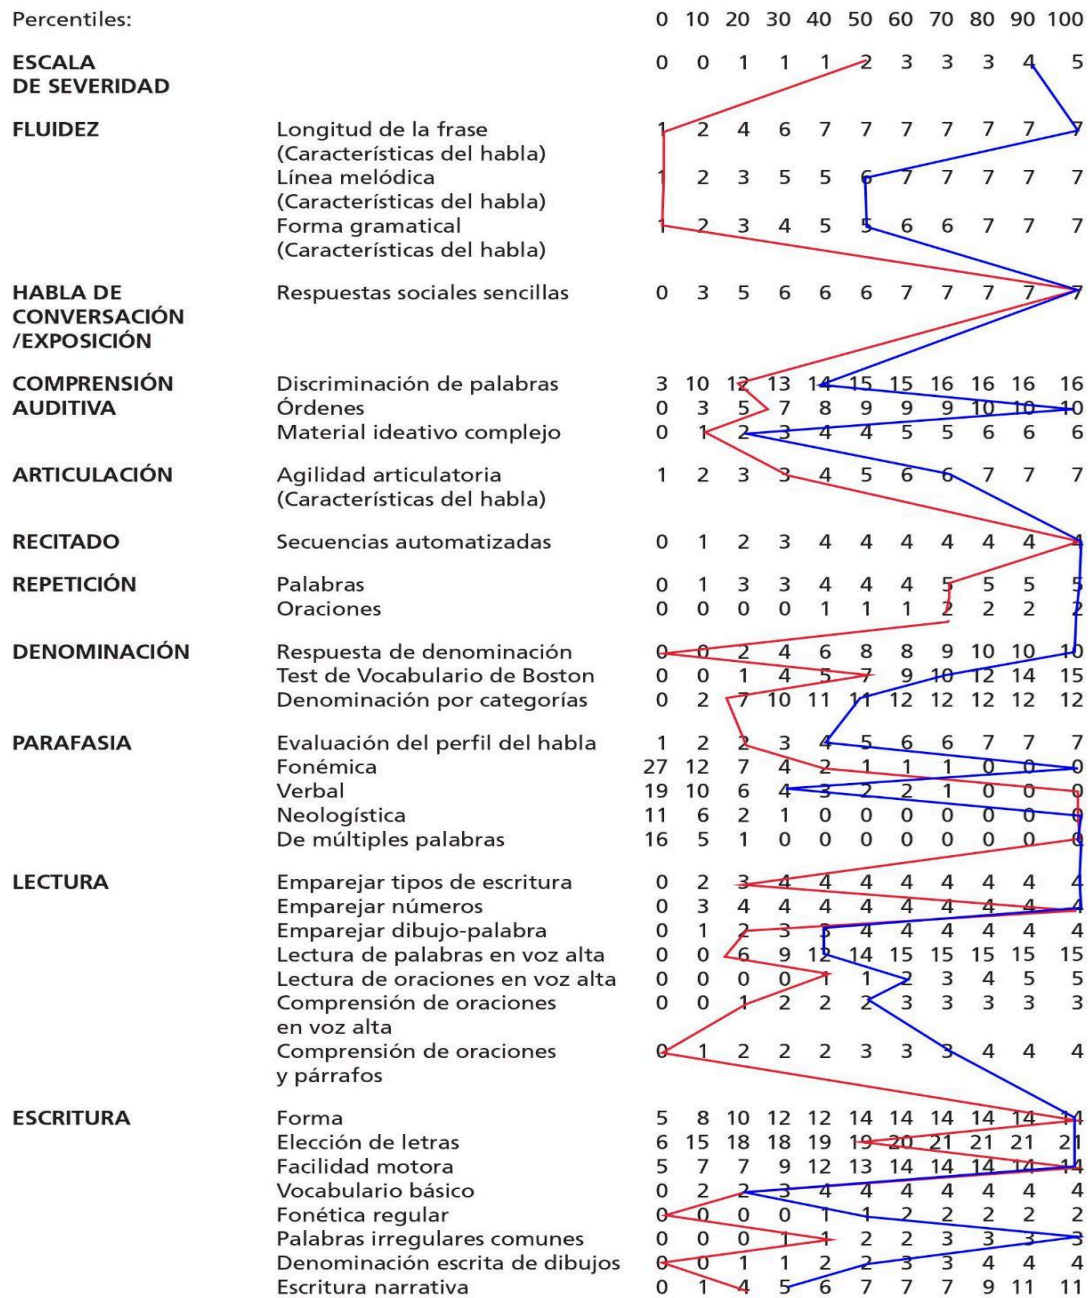 Percentiles: 0 10 20 30 40 50 60 70 80 90 100
ESCALA 0 0 1 1 1 2 3 3 3 4 5
DE SEVERIDAD
FLUIDEZ Longitud de la frase 1 2 4 6 7 7 7 7 7 7 7
(Características del habla)
Línea melódica 1 2 3 5 5 6 7 7 7 7 7
(Características del habla)
Forma gramatical 1 2 3 4 5 5 6 6 7 7 7
(Características del habla)
HABLA DE Respuestas sociales sencillas 0 3 5 6 6 6 7 7 7 7 7
CONVERSACIÓN
/EXPOSICIÓN
COMPRENSIÓN Discriminación de palabras 3 10 12 13 14 15 15 16 16 16 16
AUDITIVA Órdenes 0 3 5 7 8 9 9 9 10 10 10
Material ideativo complejo 0 1 2 3 4 4 5 5 6 6 6
ARTICULACIÓN Agilidad articulatoria 1 2 3 3 4 5 6 6 7 7 7
(Características del habla)
RECITADO Secuencias automatizadas 0 1 2 3 4 4 4 4 4 4 4
REPETICIÓN Palabras 0 1 3 3 4 4 4 5 5 5 5
Oraciones 0 0 0 0 1 1 1 2 2 2 2
DENOMINACIÓN Respuesta de denominación 0 0 2 4 6 8 8 9 10 10 10
Test de Vocabulario de Boston 0 0 1 4 5 7 9 10 12 14 15
Denominación por categorías 0 2 7 10 11 11 12 12 12 12 12
PARAFASIA Evaluación del perfil del habla 1 2 2 3 4 5 6 6 7 7 7
Fonémica 27 12 7 4 2 1 1 1 0 0 0
Verbal 19 10 6 4 3 2 2 1 0 0 0
Neologística 11 6 2 1 0 0 0 0 0 0 0
De múltiples palabras 16 5 1 0 0 0 0 0 0 0 0
LECTURA Emparejar tipos de escritura 0 2 3 4 4 4 4 4 4 4 4
Emparejar números 0 3 4 4 4 4 4 4 4 4 4
Emparejar dibujo-palabra 0 1 2 3 3 4 4 4 4 4 4
Lectura de palabras en voz alta 0 0 6 9 12 14 15 15 15 15 15
Lectura de oraciones en voz alta 0 0 0 0 1 1 2 3 4 5 5
Comprensión de oraciones 0 0 1 2 2 2 3 3 3 3 3
en voz alta
Comprensión de oraciones 0 1 2 2 2 3 3 3 4 4 4
y párrafos
ESCRITURA Forma 5 8 10 12 12 14 14 14 14 14 14
Elección de letras 6 15 18 18 19 19 20 21 21 21 21
Facilidad motora 5 7 7 9 12 13 14 14 14 14 14
Vocabulario básico 0 2 2 3 4 4 4 4 4 4 4
Fonética regular 0 0 0 0 1 1 2 2 2 2 2
Palabras irregulares comunes 0 0 0 1 1 2 2 3 3 3 3
Denominación escrita de dibujos 0 0 1 1 2 2 3 3 4 4 4
Escritura narrativa 0 1 4 5 6 7 7 7 9 11 11